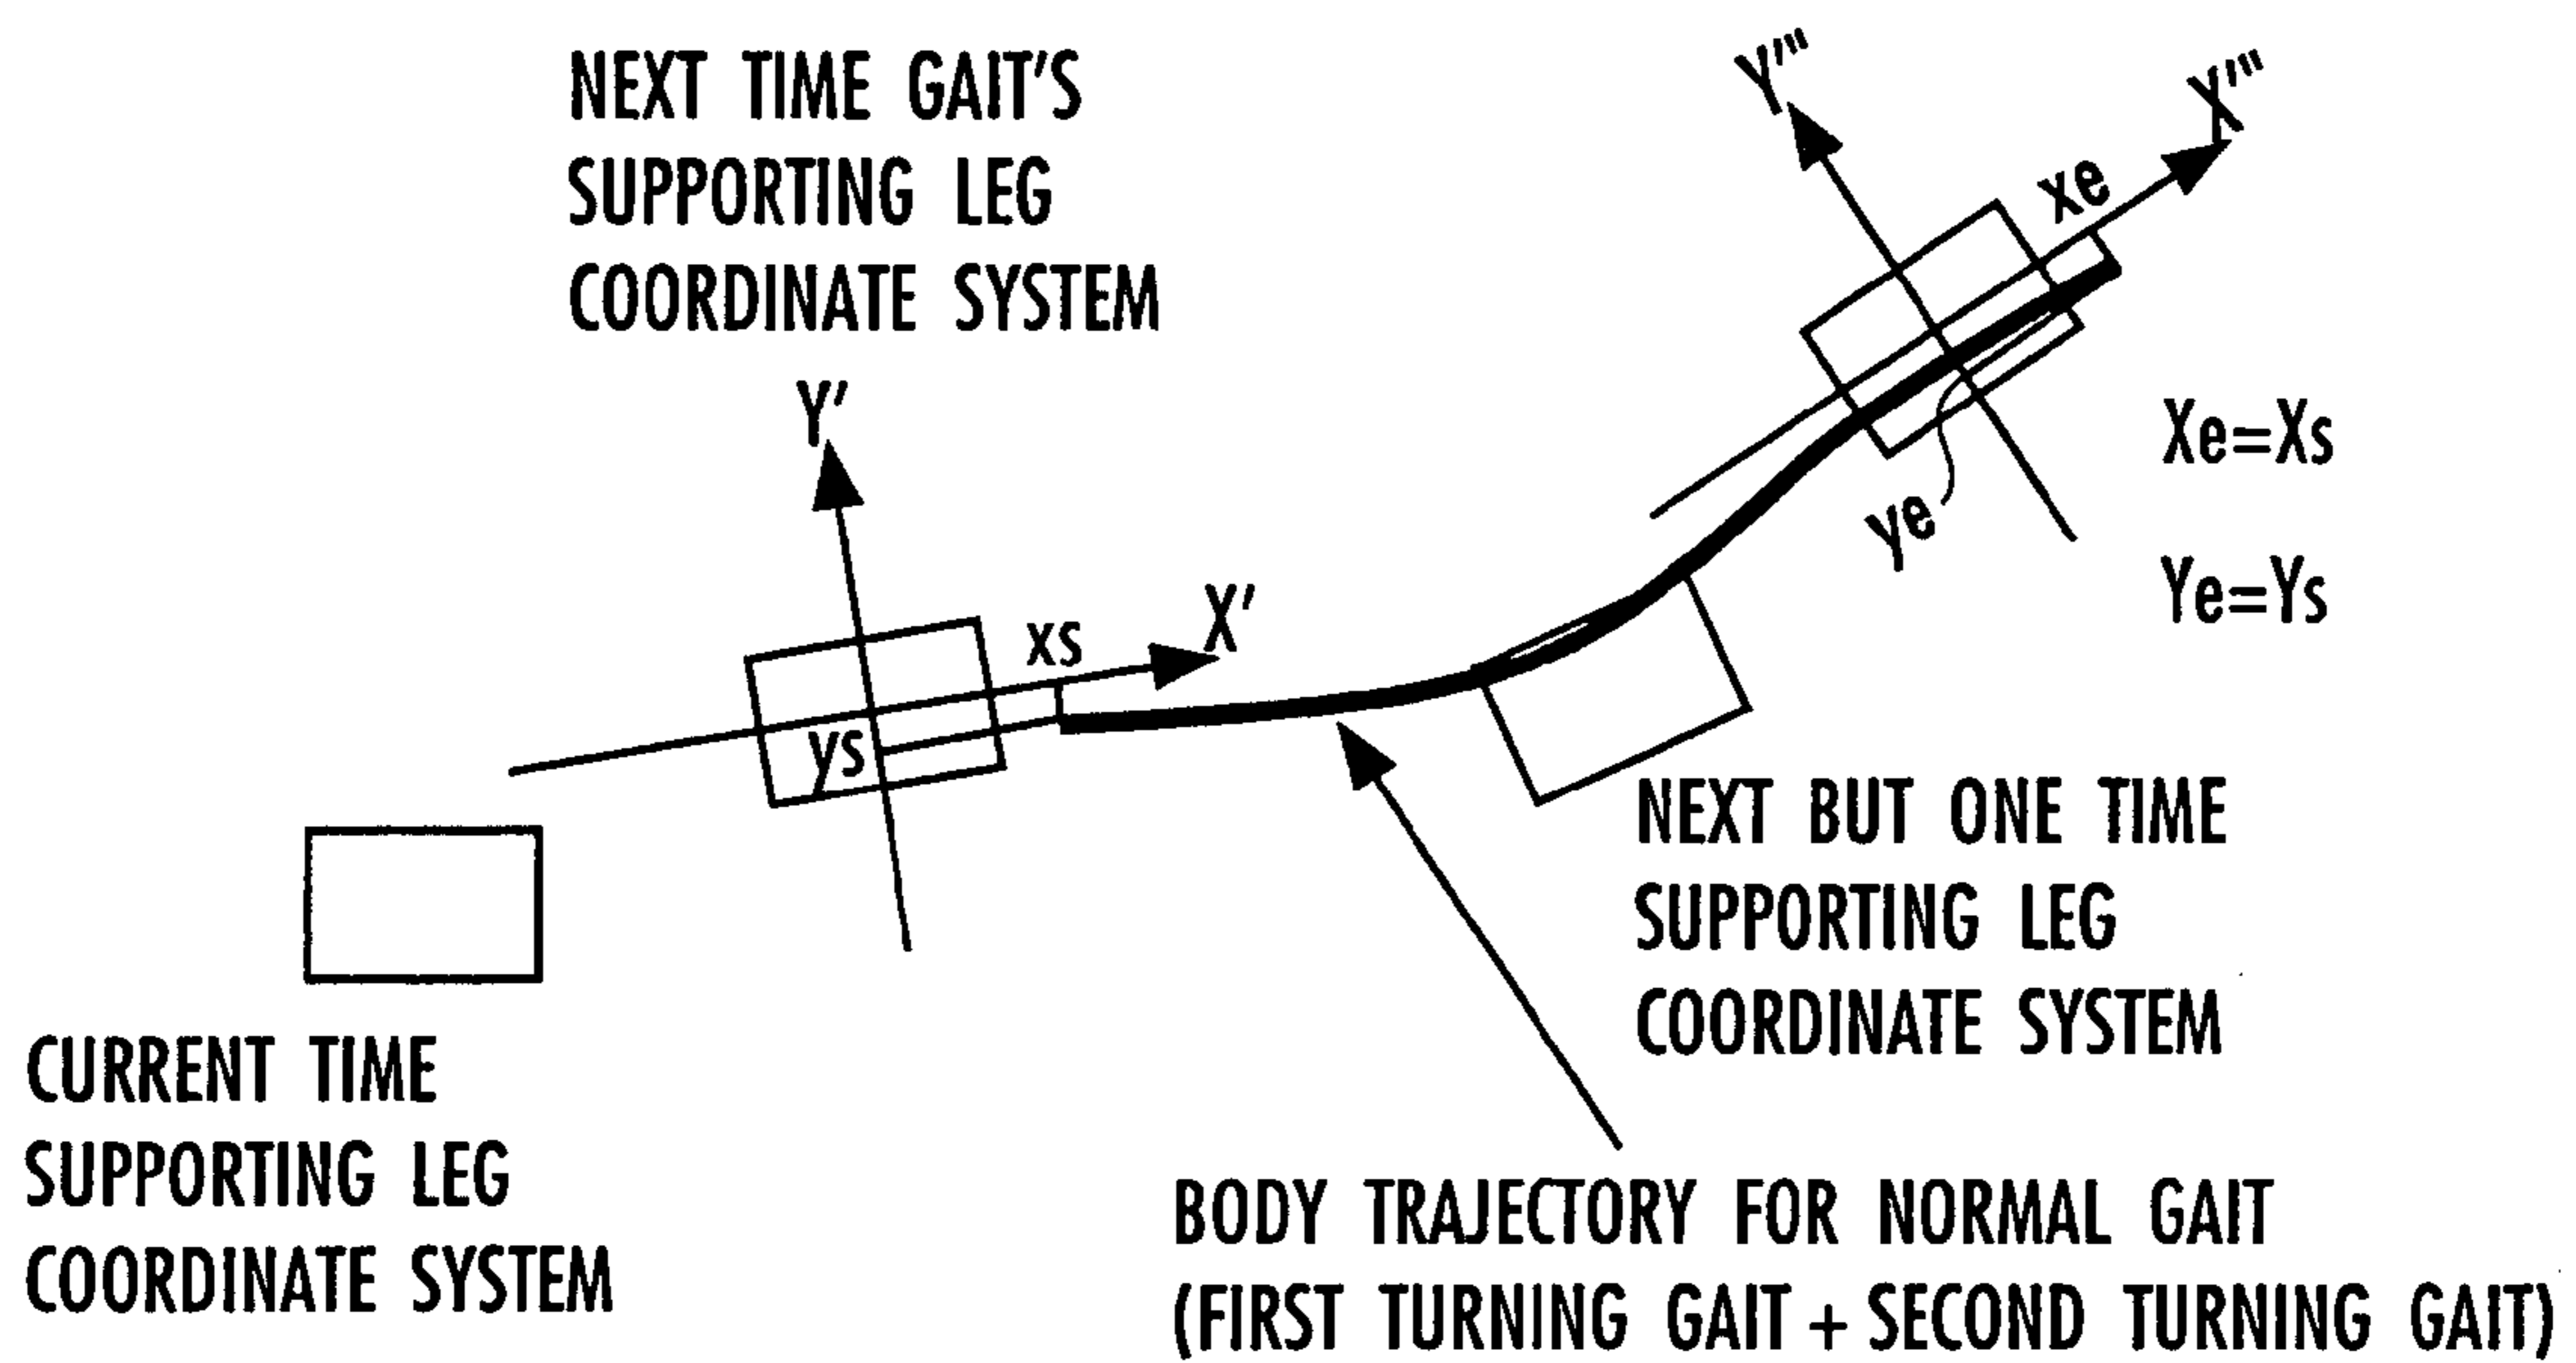 NEXT TIME GAIT'S
SUPPORTING LEG
COORDINATE SYSTEM
Y'
X'
xs
ys
Y'''
X'''
xe
ye
Xe=Xs
Ye=Ys
NEXT BUT ONE TIME
SUPPORTING LEG
COORDINATE SYSTEM
CURRENT TIME
SUPPORTING LEG
COORDINATE SYSTEM
BODY TRAJECTORY FOR NORMAL GAIT
(FIRST TURNING GAIT + SECOND TURNING GAIT)